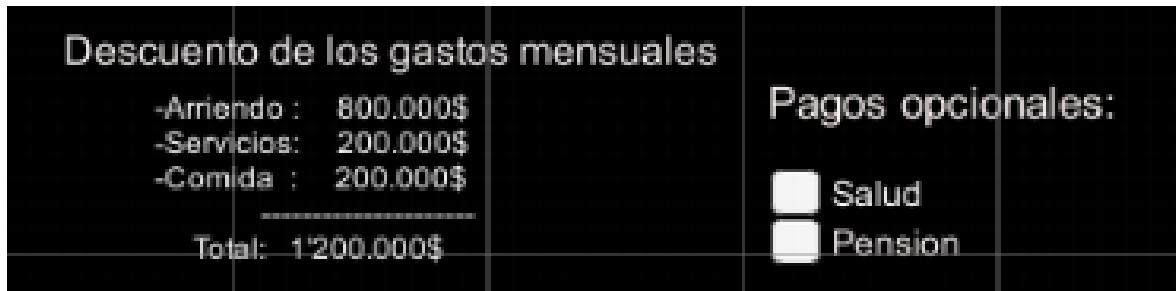 Descuento de los gastos mensuales
-Arriendo : 800.000$
-Servicios: 200.000$
-Comida : 200.000$
---------------------
Total: 1'200.000$
Pagos opcionales:
Salud
Pension